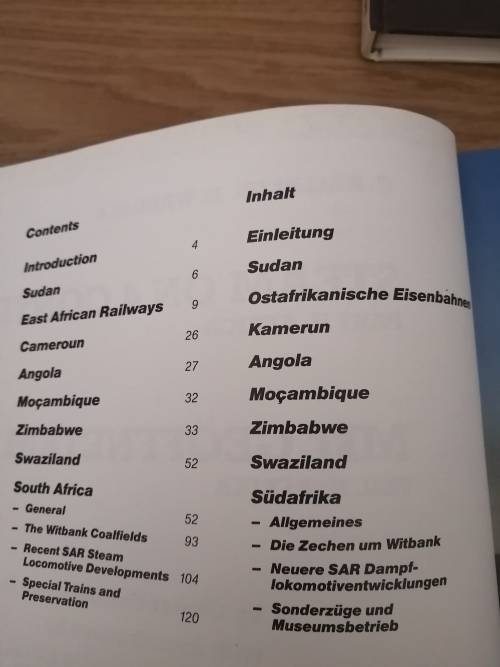 Contents
Introduction 4
Sudan 6
East African Railways 9
Cameroun 26
Angola 27
Moçambique 32
Zimbabwe 33
Swaziland 52
South Africa
– General 52
– The Witbank Coalfields 93
– Recent SAR Steam
Locomotive Developments 104
– Special Trains and
Preservation 120
Inhalt
Einleitung
Sudan
Ostafrikanische Eisenbahnen
Kamerun
Angola
Moçambique
Zimbabwe
Swaziland
Südafrika
– Allgemeines
– Die Zechen um Witbank
– Neuere SAR Dampf-
lokomotiventwicklungen
– Sonderzüge und
Museumsbetrieb